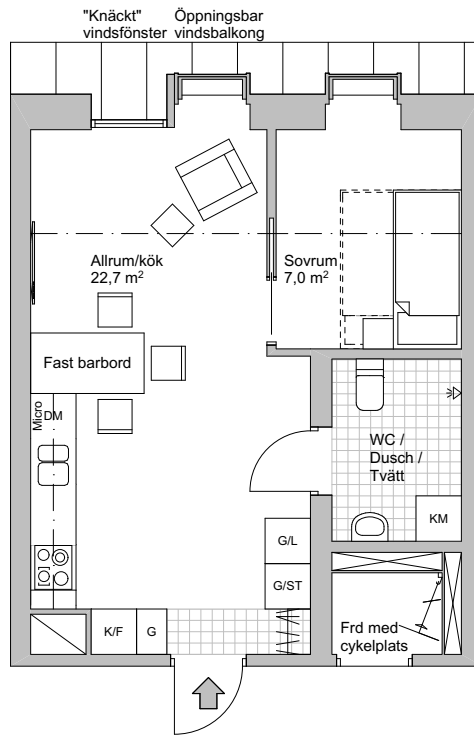 "Knäckt"
vindsfönster
Öppningsbar
vindsbalkong
Allrum/kök
22,7 m²
Sovrum
7,0 m²
Fast barbord
Micro
DM
WC /
Dusch /
Tvätt
KM
G/L
G/ST
K/F
G
Frd med
cykelplats